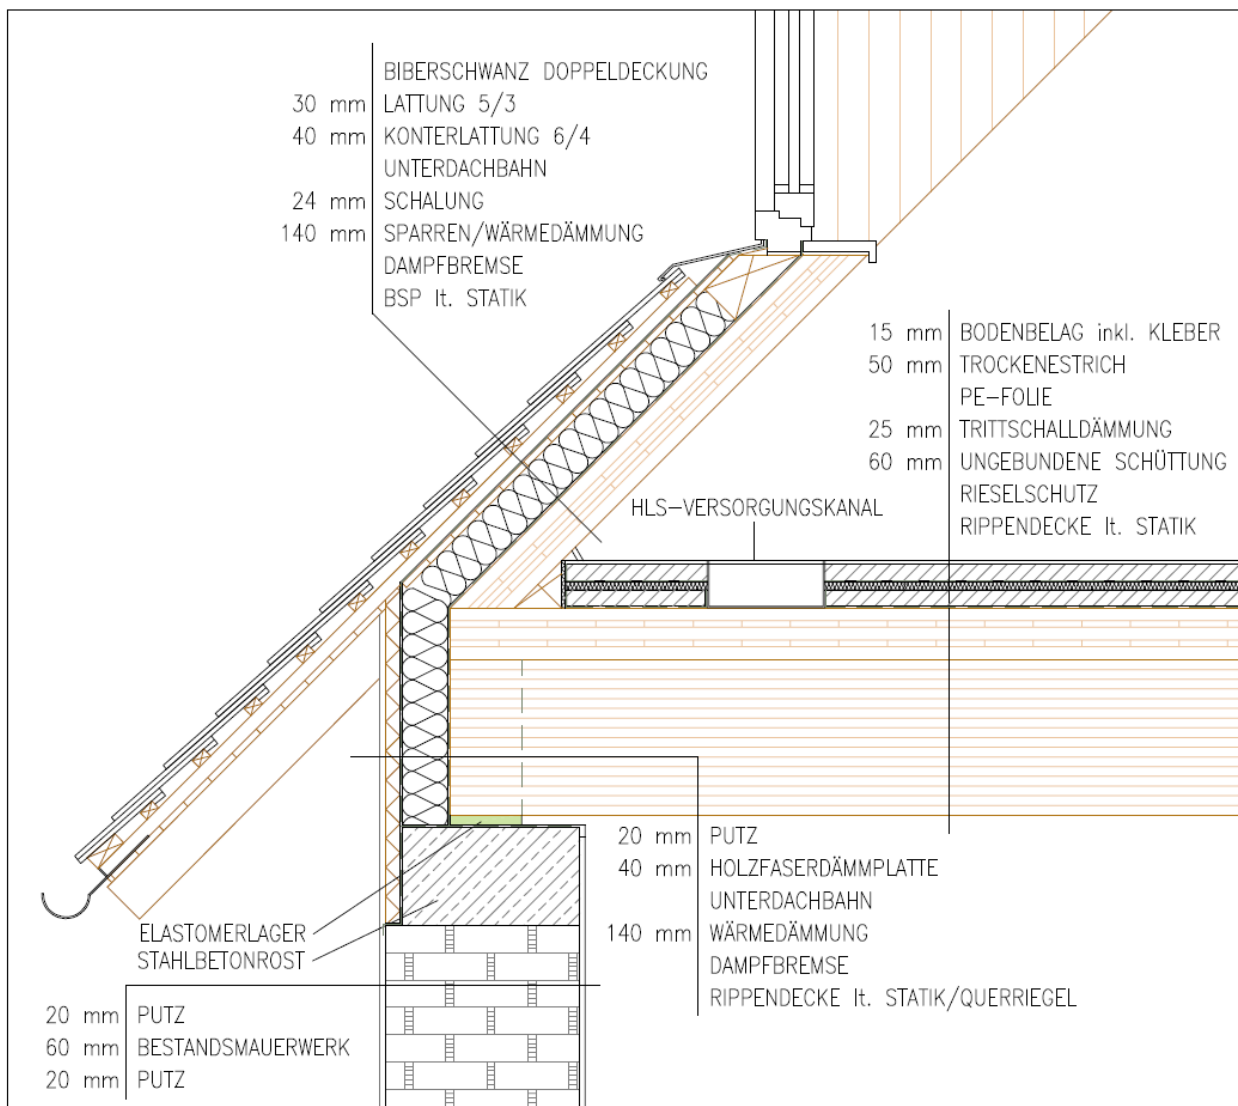 BIBERSCHWANZ DOPPELDECKUNG
30 mm LATTUNG 5/3
40 mm KONTERLATTUNG 6/4
UNTERDACHBAHN
24 mm SCHALUNG
140 mm SPARREN/WÄRMEDÄMMUNG
DAMPFBREMSE
BSP lt. STATIK
15 mm BODENBELAG inkl. KLEBER
50 mm TROCKENESTRICH
PE-FOLIE
25 mm TRITTSCHALLDÄMMUNG
60 mm UNGEBUNDENE SCHÜTTUNG
RIESELSCHUTZ
RIPPENDECKE lt. STATIK
HLS-VERSORGUNGSKANAL
20 mm PUTZ
40 mm HOLZFASERDÄMMPLATTE
UNTERDACHBAHN
140 mm WÄRMEDÄMMUNG
DAMPFBREMSE
RIPPENDECKE lt. STATIK/QUERRIEGEL
ELASTOMERLAGER
STAHLBETONROST
20 mm PUTZ
60 mm BESTANDSMAUERWERK
20 mm PUTZ